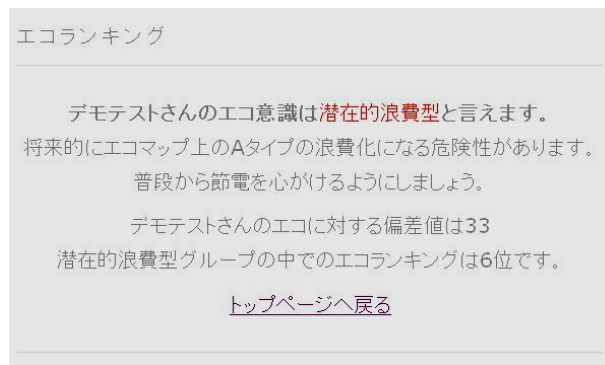 エコランキング
デモテストさんのエコ意識は潜在的浪費型と言えます。
将来的にエコマップ上のAタイプの浪費化になる危険性があります。
普段から節電を心がけるようにしましょう。
デモテストさんのエコに対する偏差値は33
潜在的浪費型グループの中でのエコランキングは6位です。
トップページへ戻る